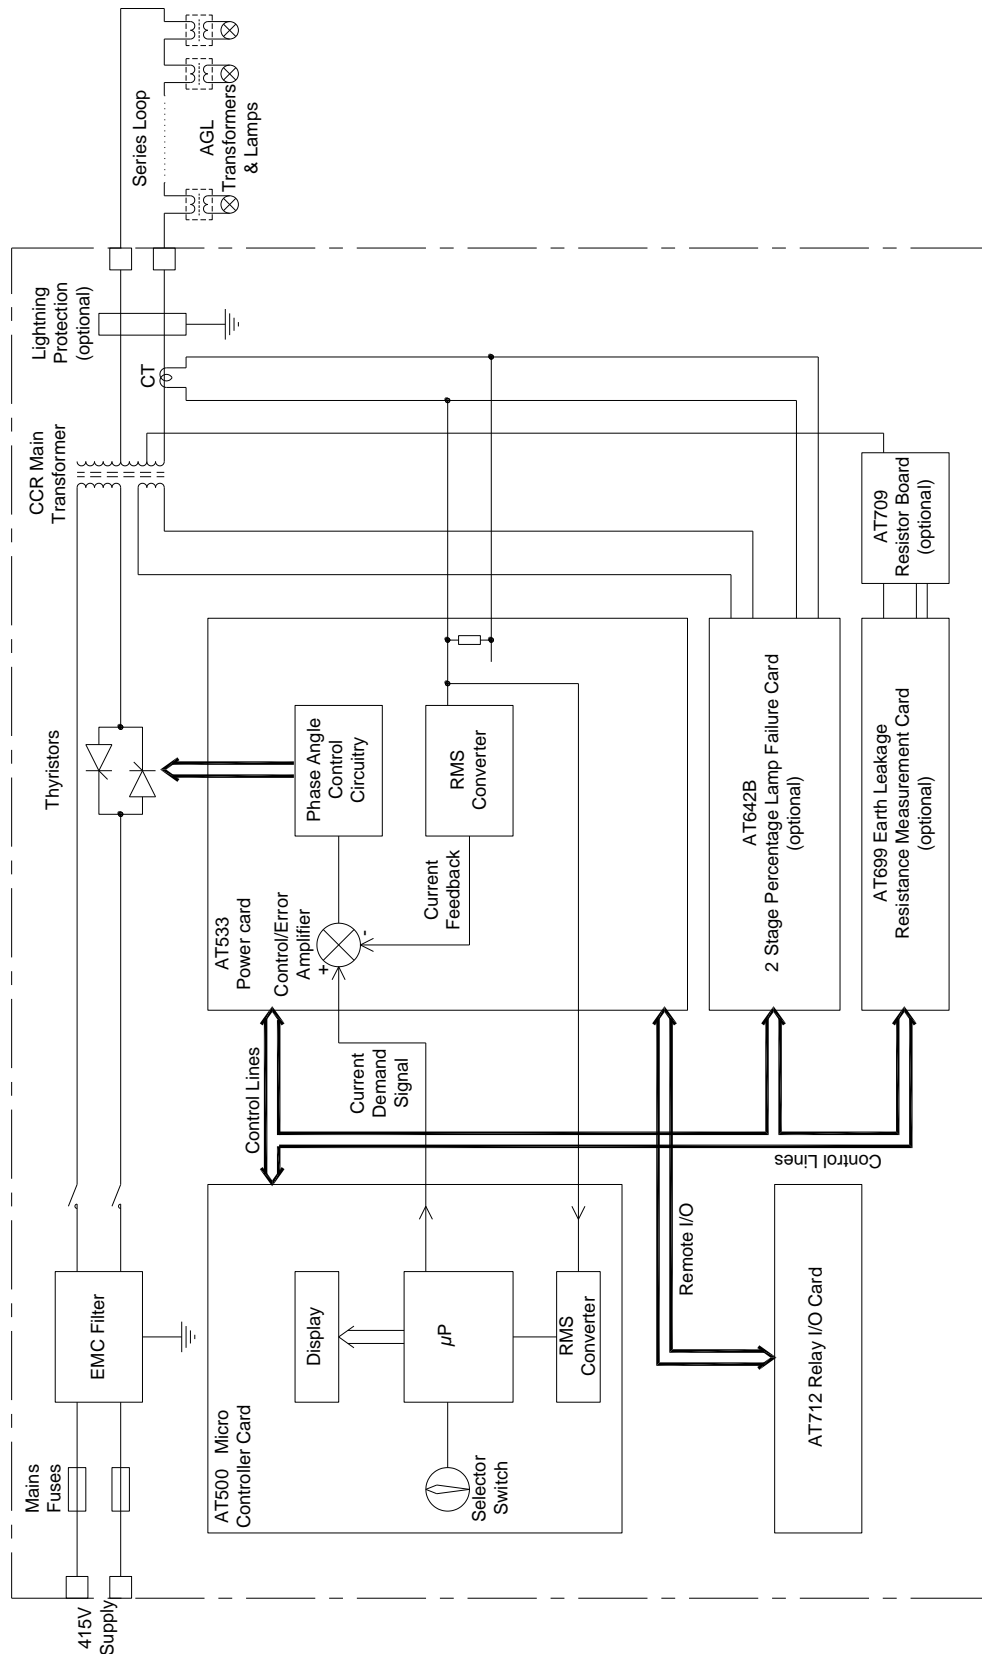 415V
Supply
Mains
Fuses
EMC Filter
Thyristors
CCR Main
Transformer
CT
Lightning
Protection
(optional)
Series Loop
AGL
Transformers
& Lamps
AT500 Micro
Controller Card
Selector
Switch
Display
µP
RMS
Converter
Control Lines
Current
Demand
Signal
AT533
Power card
Control/Error
Amplifier
+
-
Phase Angle
Control
Circuitry
Current
Feedback
RMS
Converter
Remote I/O
Control Lines
AT712 Relay I/O Card
AT642B
2 Stage Percentage Lamp Failure Card
(optional)
AT699 Earth Leakage
Resistance Measurement Card
(optional)
AT709
Resistor Board
(optional)